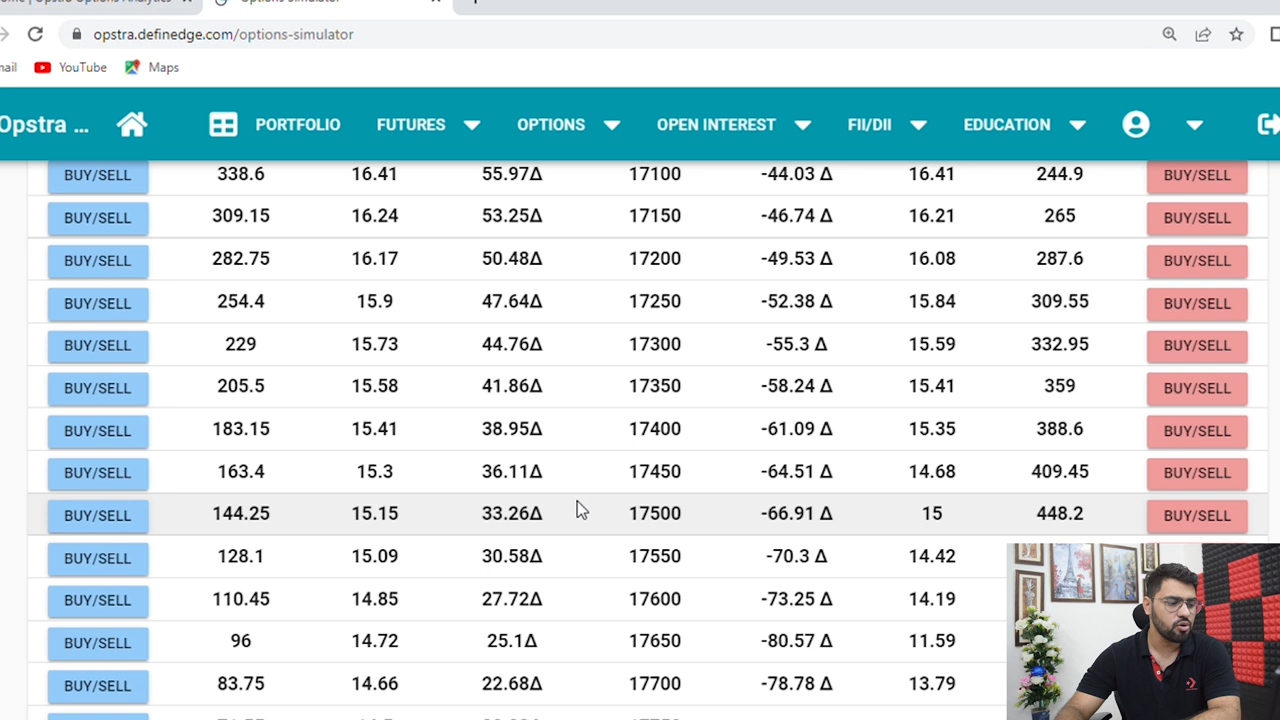 opstra.definedge.com/options-simulator
YouTube Maps
Opstra ... PORTFOLIO FUTURES OPTIONS OPEN INTEREST FII/DII EDUCATION
BUY/SELL 338.6 16.41 55.97Δ 17100 -44.03 Δ 16.41 244.9 BUY/SELL
BUY/SELL 309.15 16.24 53.25Δ 17150 -46.74 Δ 16.21 265 BUY/SELL
BUY/SELL 282.75 16.17 50.48Δ 17200 -49.53 Δ 16.08 287.6 BUY/SELL
BUY/SELL 254.4 15.9 47.64Δ 17250 -52.38 Δ 15.84 309.55 BUY/SELL
BUY/SELL 229 15.73 44.76Δ 17300 -55.3 Δ 15.59 332.95 BUY/SELL
BUY/SELL 205.5 15.58 41.86Δ 17350 -58.24 Δ 15.41 359 BUY/SELL
BUY/SELL 183.15 15.41 38.95Δ 17400 -61.09 Δ 15.35 388.6 BUY/SELL
BUY/SELL 163.4 15.3 36.11Δ 17450 -64.51 Δ 14.68 409.45 BUY/SELL
BUY/SELL 144.25 15.15 33.26Δ 17500 -66.91 Δ 15 448.2 BUY/SELL
BUY/SELL 128.1 15.09 30.58Δ 17550 -70.3 Δ 14.42
BUY/SELL 110.45 14.85 27.72Δ 17600 -73.25 Δ 14.19
BUY/SELL 96 14.72 25.1Δ 17650 -80.57 Δ 11.59
BUY/SELL 83.75 14.66 22.68Δ 17700 -78.78 Δ 13.79